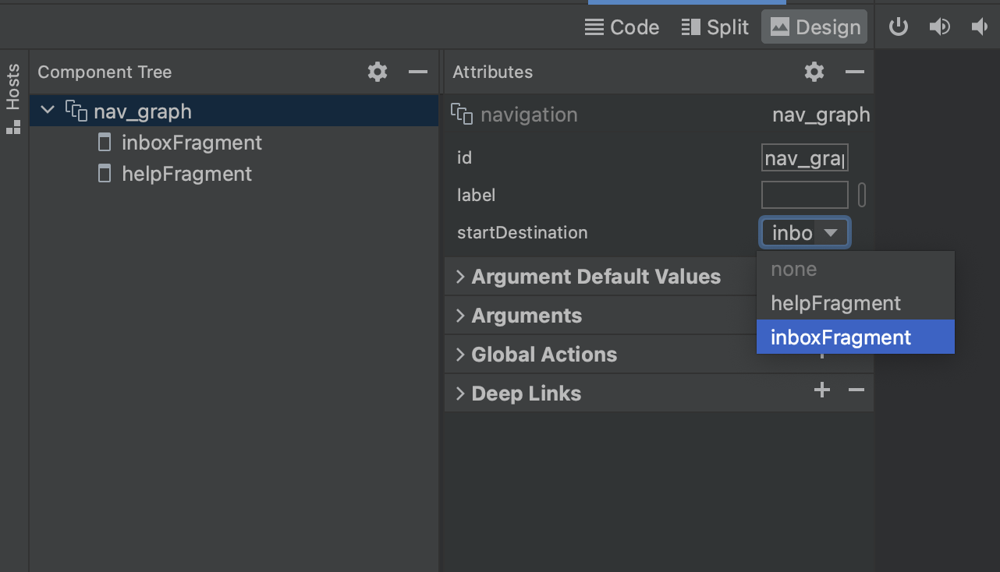 Code Split Design
Hosts
Component Tree
nav_graph
inboxFragment
helpFragment
Attributes
navigation nav_graph
id nav_gra
label
startDestination inbo
none
helpFragment
inboxFragment
Argument Default Values
Arguments
Global Actions
Deep Links